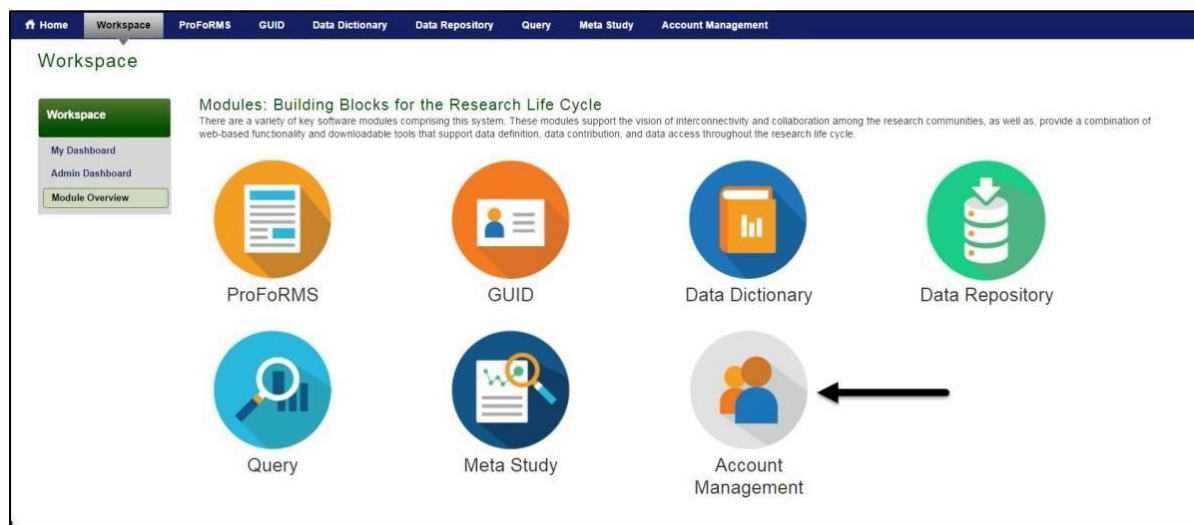 Home Workspace ProFoRMS GUID Data Dictionary Data Repository Query Meta Study Account Management
Workspace
Workspace
My Dashboard
Admin Dashboard
Module Overview
Modules: Building Blocks for the Research Life Cycle
There are a variety of key software modules comprising this system. These modules support the vision of interconnectivity and collaboration among the research communities, as well as, provide a combination of
web-based functionality and downloadable tools that support data definition, data contribution, and data access throughout the research life cycle.
ProFoRMS GUID Data Dictionary Data Repository
Query Meta Study Account
Management